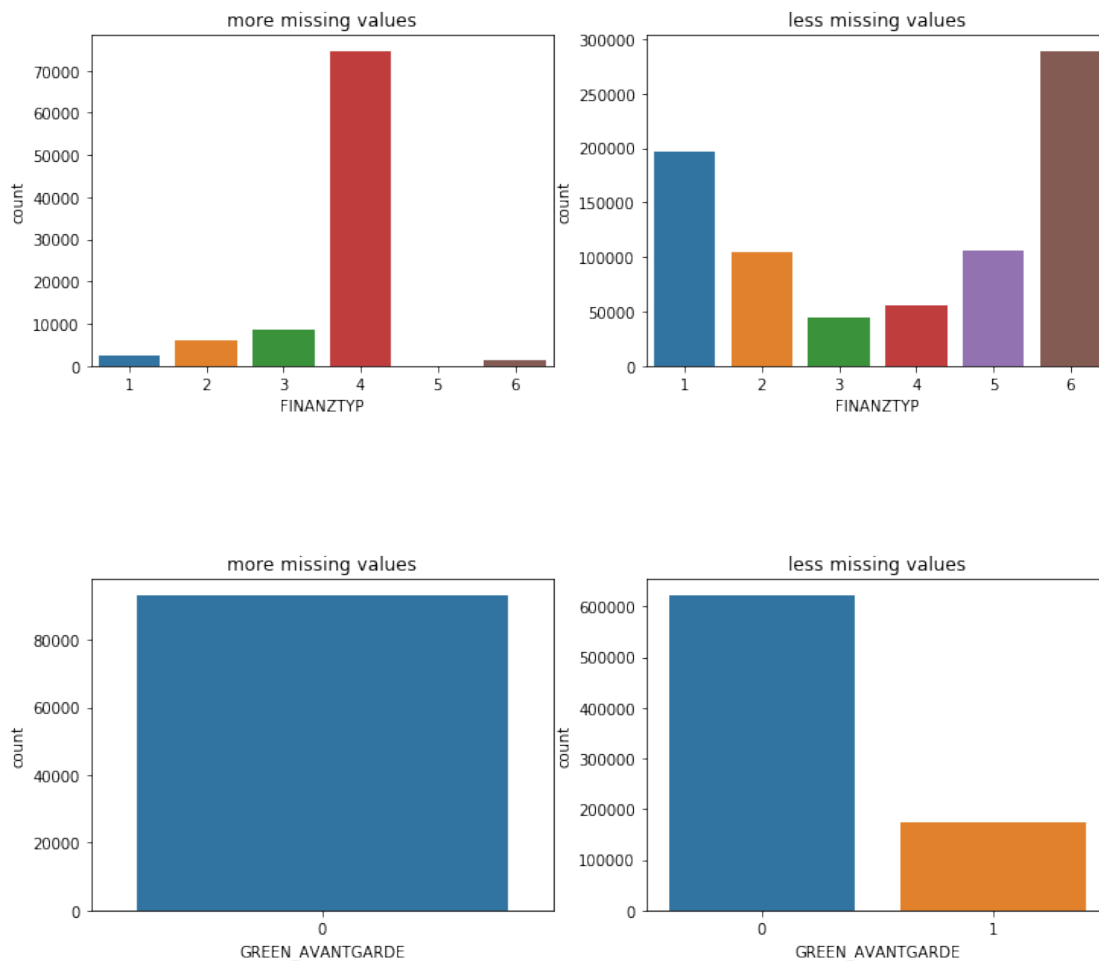 more missing values
70000
60000
50000
40000
30000
20000
10000
0
count
1 2 3 4 5 6
FINANZTYP
less missing values
300000
250000
200000
150000
100000
50000
0
count
1 2 3 4 5 6
FINANZTYP
more missing values
80000
60000
40000
20000
0
count
0
GREEN_AVANTGARDE
less missing values
600000
500000
400000
300000
200000
100000
0
count
0 1
GREEN_AVANTGARDE